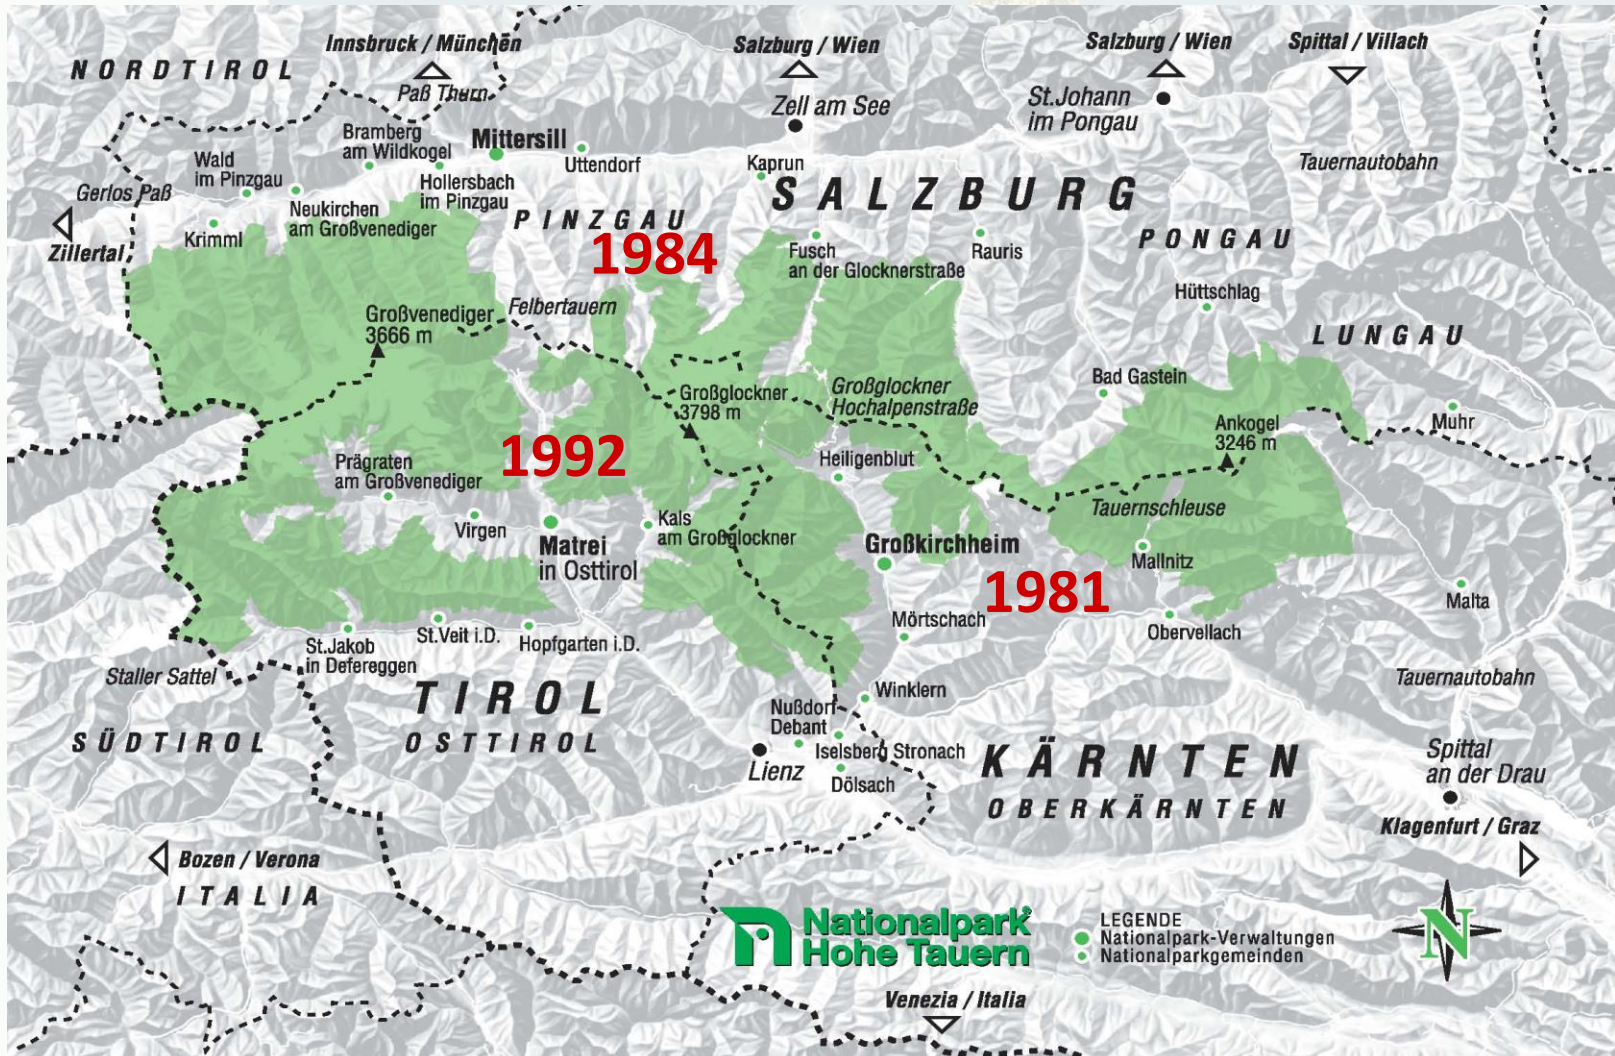 Innsbruck / München
Salzburg / Wien
Salzburg / Wien
Spittal / Villach
NORDTIROL
Paß Thurn
Zell am See
St.Johann
im Pongau
Bramberg
am Wildkogel
Mittersill
Uttendorf
Kaprun
Tauernautobahn
Wald
im Pinzgau
Hollersbach
im Pinzgau
SALZBURG
Gerlos Paß
Neukirchen
am Großvenediger
PINZGAU
Krimml
Zillertal
1984
Fusch
an der Glocknerstraße
Rauris
PONGAU
Hüttschlag
Großvenediger
3666 m
Felbertauern
LUNGAU
Großglockner
3798 m
Großglockner
Hochalpenstraße
Bad Gastein
Ankogel
3246 m
Muhr
1992
Prägraten
am Großvenediger
Heiligenblut
Tauernschleuse
Virgen
Matrei
in Osttirol
Kals
am Großglockner
Großkirchheim
Mallnitz
1981
Malta
Mörtschach
Obervellach
St.Jakob
in Defereggen
St.Veit i.D.
Hopfgarten i.D.
Staller Sattel
Tauernautobahn
TIROL
OSTTIROL
Winklern
SÜDTIROL
Nußdorf
Debant
Iselsberg Stronach
Lienz
Dölsach
KÄRNTEN
OBERKÄRNTEN
Spittal
an der Drau
Klagenfurt / Graz
Bozen / Verona
ITALIA
Nationalpark®
Hohe Tauern
LEGENDE
Nationalpark-Verwaltungen
Nationalparkgemeinden
N
Venezia / Italia